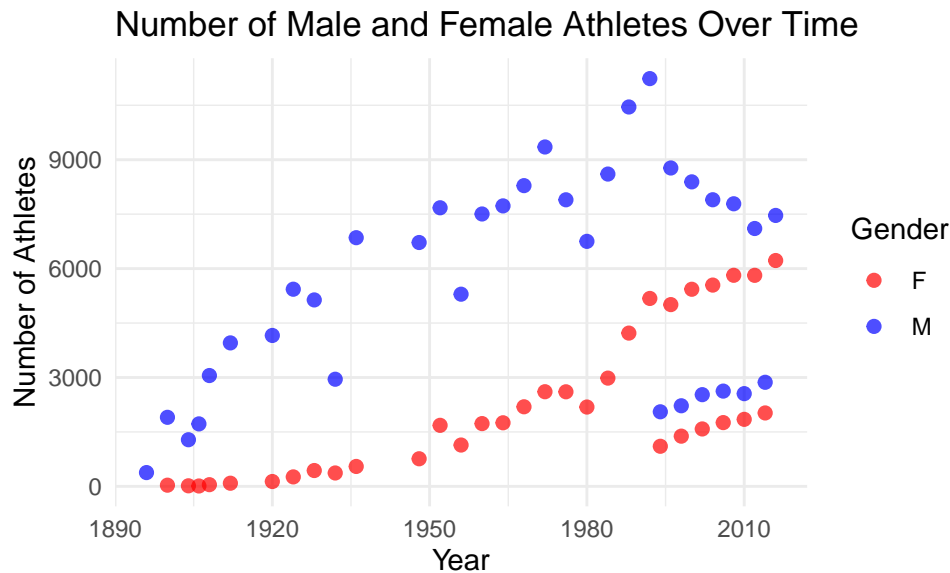 Number of Male and Female Athletes Over Time
Number of Athletes
9000
6000
3000
0
1890
1920
1950
1980
2010
Year
Gender
F
M